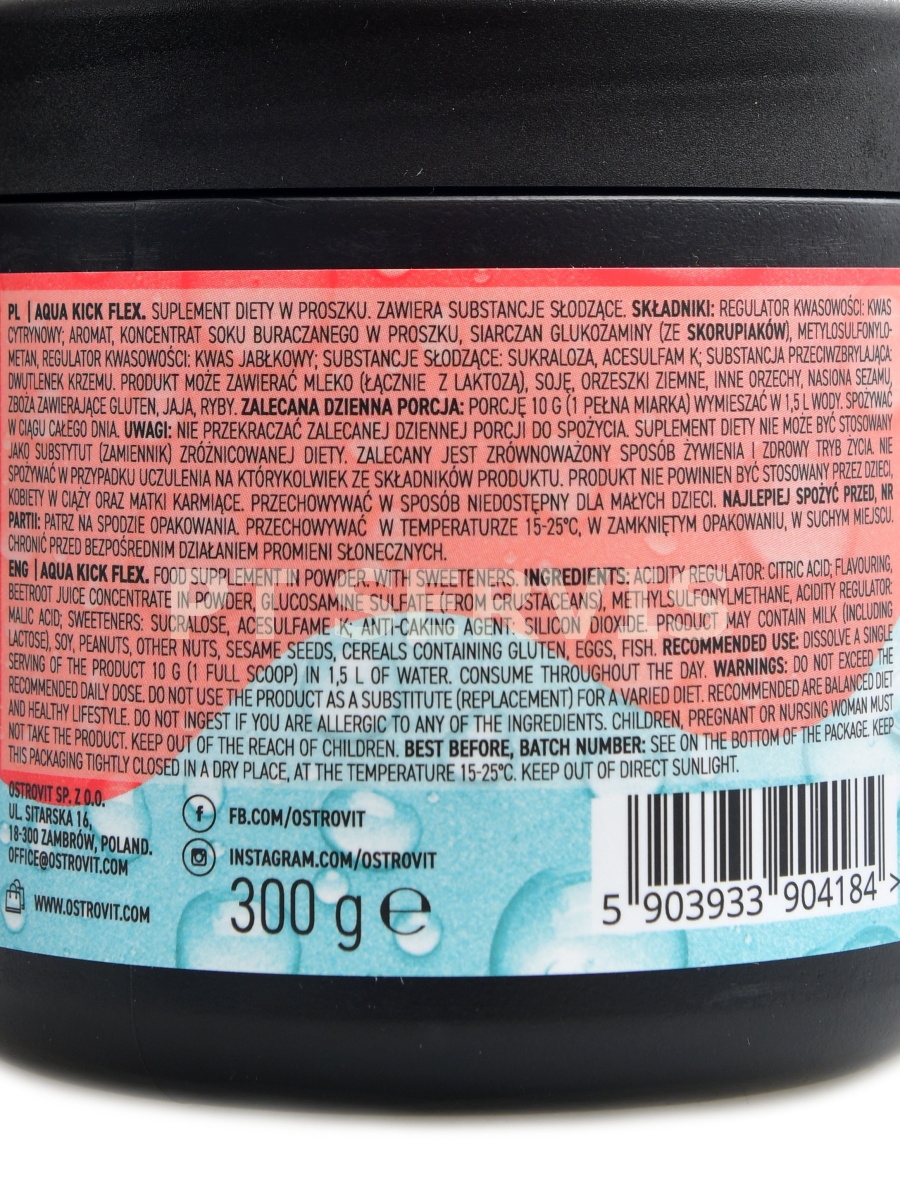 PL | AQUA KICK FLEX. SUPLEMENT DIETY W PROSZKU. ZAWIERA SUBSTANCJE SŁODZĄCE. SKŁADNIKI: REGULATOR KWASOWOŚCI: KWAS
CYTRYNOWY; AROMAT, KONCENTRAT SOKU BURACZANEGO W PROSZKU, SIARCZAN GLUKOZAMINY (ZE SKORUPIAKÓW), METYLOSULFONYLO-
METAN, REGULATOR KWASOWOŚCI: KWAS JABŁKOWY; SUBSTANCJE SŁODZĄCE: SUKRALOZA, ACESULFAM K; SUBSTANCJA PRZECIWZBRYLAJĄCA:
DWUTLENEK KRZEMU. PRODUKT MOŻE ZAWIERAĆ MLEKO (ŁĄCZNIE Z LAKTOZĄ), SOJĘ, ORZESZKI ZIEMNE, INNE ORZECHY, NASIONA SEZAMU,
ZBOŻA ZAWIERAJĄCE GLUTEN, JAJA, RYBY. ZALECANA DZIENNA PORCJA: PORCJĘ 10 G (1 PEŁNA MIARKA) WYMIESZAĆ W 1,5 L WODY. SPOŻYWAĆ
W CIĄGU CAŁEGO DNIA. UWAGI: NIE PRZEKRACZAĆ ZALECANEJ DZIENNEJ PORCJI DO SPOŻYCIA. SUPLEMENT DIETY NIE MOŻE BYĆ STOSOWANY
JAKO SUBSTYTUT (ZAMIENNIK) ZRÓŻNICOWANEJ DIETY. ZALECANY JEST ZRÓWNOWAŻONY SPOSÓB ŻYWIENIA I ZDROWY TRYB ŻYCIA. NIE
SPOŻYWAĆ W PRZYPADKU UCZULENIA NA KTÓRYKOLWIEK ZE SKŁADNIKÓW PRODUKTU. PRODUKT NIE POWINIEN BYĆ STOSOWANY PRZEZ DZIECI,
KOBIETY W CIĄŻY ORAZ MATKI KARMIĄCE. PRZECHOWYWAĆ W SPOSÓB NIEDOSTĘPNY DLA MAŁYCH DZIECI. NAJLEPIEJ SPOŻYĆ PRZED, NR
PARTII: PATRZ NA SPODZIE OPAKOWANIA. PRZECHOWYWAĆ W TEMPERATURZE 15-25°C, W ZAMKNIĘTYM OPAKOWANIU, W SUCHYM MIEJSCU.
CHRONIĆ PRZED BEZPOŚREDNIM DZIAŁANIEM PROMIENI SŁONECZNYCH.
ENG | AQUA KICK FLEX. FOOD SUPPLEMENT IN POWDER. WITH SWEETENERS. INGREDIENTS: ACIDITY REGULATOR: CITRIC ACID; FLAVOURING,
BEETROOT JUICE CONCENTRATE IN POWDER, GLUCOSAMINE SULFATE (FROM CRUSTACEANS), METHYLSULFONYLMETHANE, ACIDITY REGULATOR:
MALIC ACID; SWEETENERS: SUCRALOSE, ACESULFAME K; ANTI-CAKING AGENT: SILICON DIOXIDE. PRODUCT MAY CONTAIN MILK (INCLUDING
LACTOSE), SOY, PEANUTS, OTHER NUTS, SESAME SEEDS, CEREALS CONTAINING GLUTEN, EGGS, FISH. RECOMMENDED USE: DISSOLVE A SINGLE
SERVING OF THE PRODUCT 10 G (1 FULL SCOOP) IN 1,5 L OF WATER. CONSUME THROUGHOUT THE DAY. WARNINGS: DO NOT EXCEED THE
RECOMMENDED DAILY DOSE. DO NOT USE THE PRODUCT AS A SUBSTITUTE (REPLACEMENT) FOR A VARIED DIET. RECOMMENDED ARE BALANCED DIET
AND HEALTHY LIFESTYLE. DO NOT INGEST IF YOU ARE ALLERGIC TO ANY OF THE INGREDIENTS. CHILDREN, PREGNANT OR NURSING WOMAN MUST
NOT TAKE THE PRODUCT. KEEP OUT OF THE REACH OF CHILDREN. BEST BEFORE, BATCH NUMBER: SEE ON THE BOTTOM OF THE PACKAGE. KEEP
THIS PACKAGING TIGHTLY CLOSED IN A DRY PLACE, AT THE TEMPERATURE 15-25°C. KEEP OUT OF DIRECT SUNLIGHT.
PIT SERVIS
OSTROVIT SP. Z O.O.
UL. SITARSKA 16,
18-300 ZAMBRÓW, POLAND.
OFFICE@OSTROVIT.COM
WWW.OSTROVIT.COM
FB.COM/OSTROVIT
INSTAGRAM.COM/OSTROVIT
300 g ℮
5 903933 904184 >